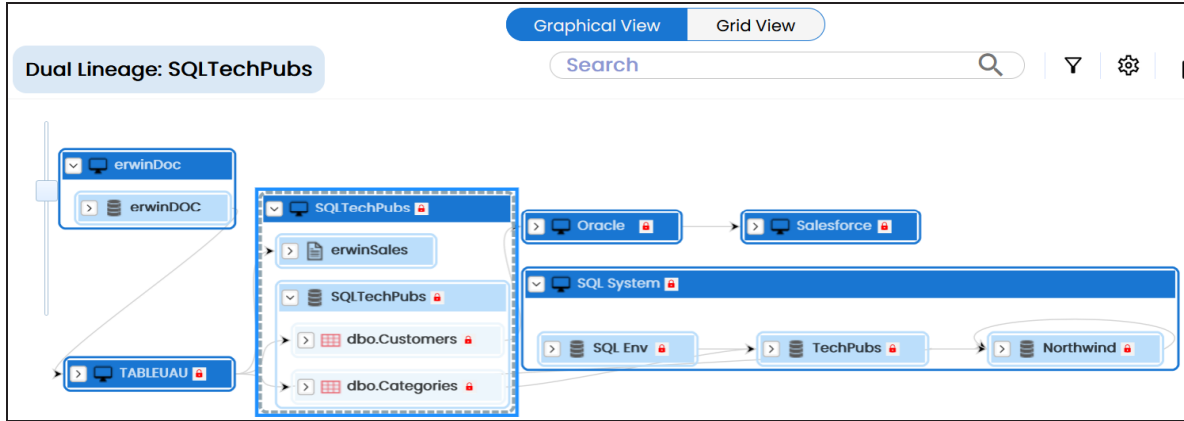 Graphical View
Grid View
Dual Lineage: SQLTechPubs
Search
erwinDoc
erwinDOC
SQLTechPubs
erwinSales
SQLTechPubs
dbo.Customers
dbo.Categories
TABLEUAU
Oracle
Salesforce
SQL System
SQL Env
TechPubs
Northwind